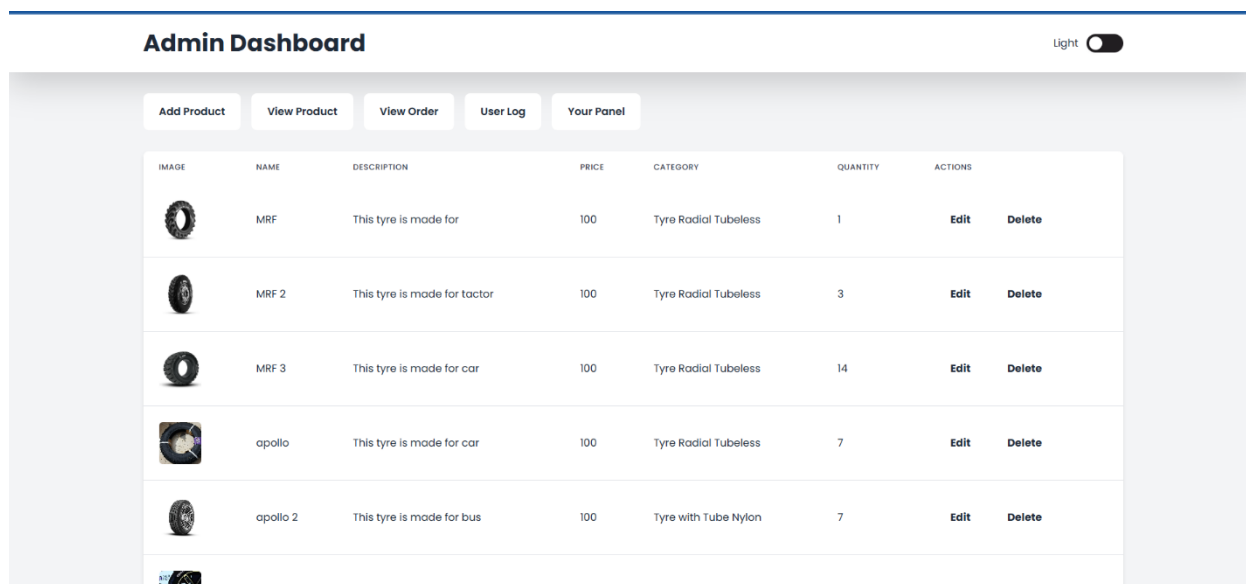 Admin Dashboard
Light
Add Product View Product View Order User Log Your Panel
IMAGE NAME DESCRIPTION PRICE CATEGORY QUANTITY ACTIONS
MRF This tyre is made for 100 Tyre Radial Tubeless 1 Edit Delete
MRF 2 This tyre is made for tactor 100 Tyre Radial Tubeless 3 Edit Delete
MRF 3 This tyre is made for car 100 Tyre Radial Tubeless 14 Edit Delete
apollo This tyre is made for car 100 Tyre Radial Tubeless 7 Edit Delete
apollo 2 This tyre is made for bus 100 Tyre with Tube Nylon 7 Edit Delete